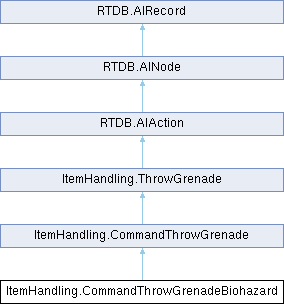 RTDB.AIRecord
RTDB.AINode
RTDB.AIAction
ItemHandling.ThrowGrenade
ItemHandling.CommandThrowGrenade
ItemHandling.CommandThrowGrenadeBiohazard